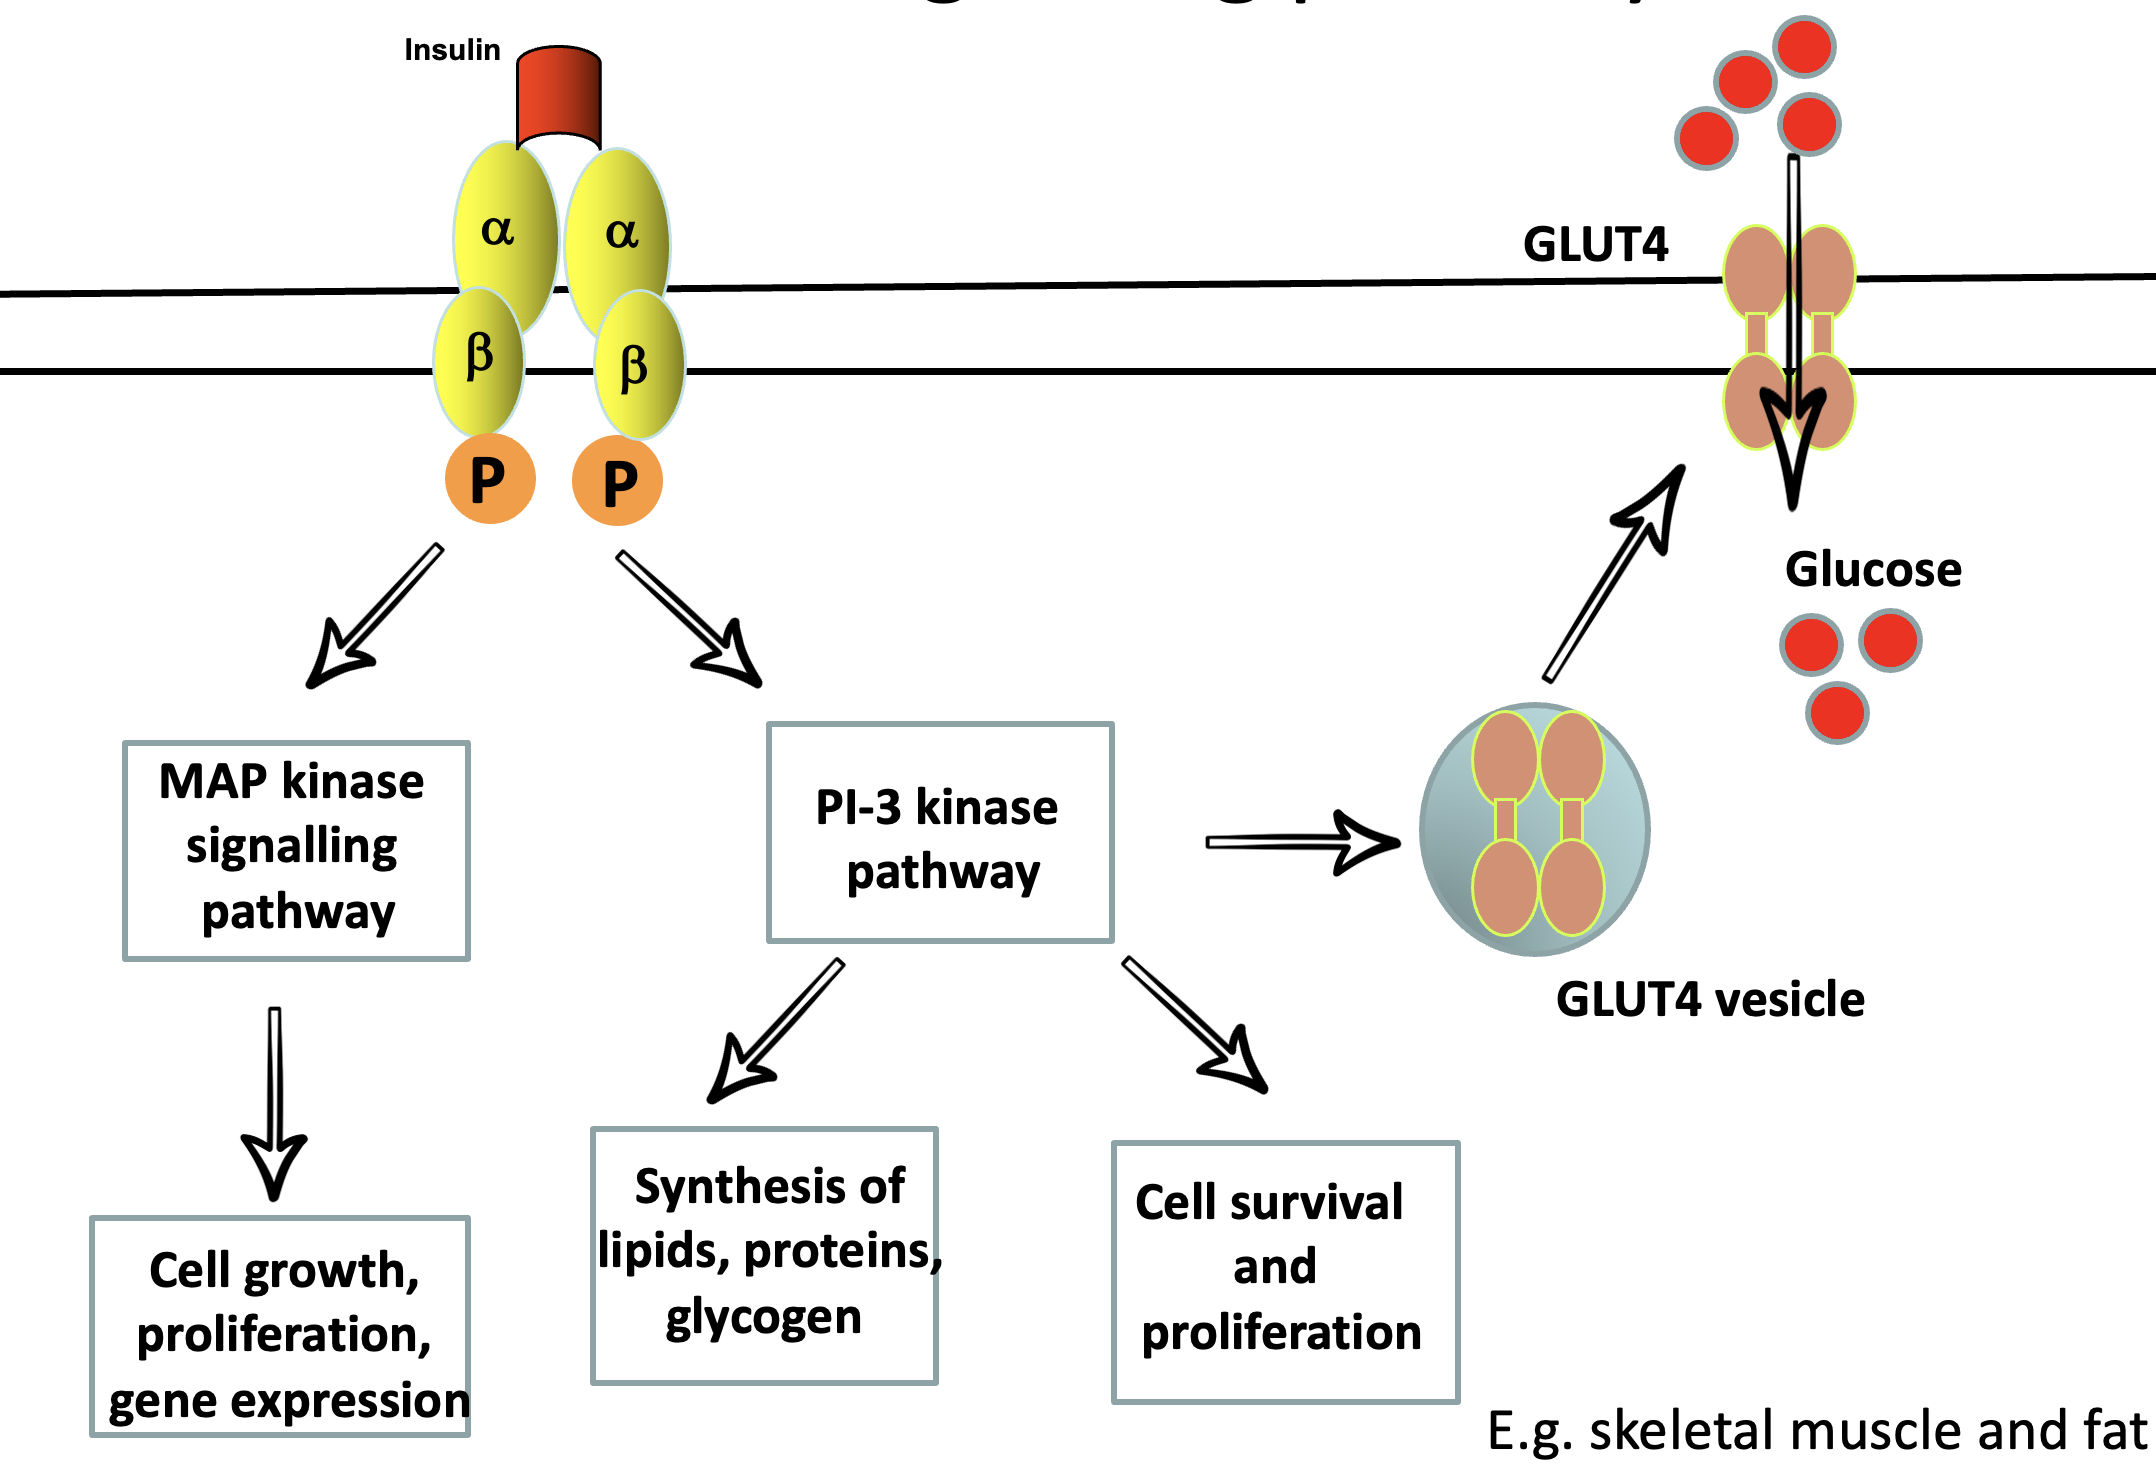 Insulin
α
α
β
β
P
P
GLUT4
Glucose
MAP kinase
signalling
pathway
PI-3 kinase
pathway
GLUT4 vesicle
Cell growth,
proliferation,
gene expression
Synthesis of
lipids, proteins,
glycogen
Cell survival
and
proliferation
E.g. skeletal muscle and fat